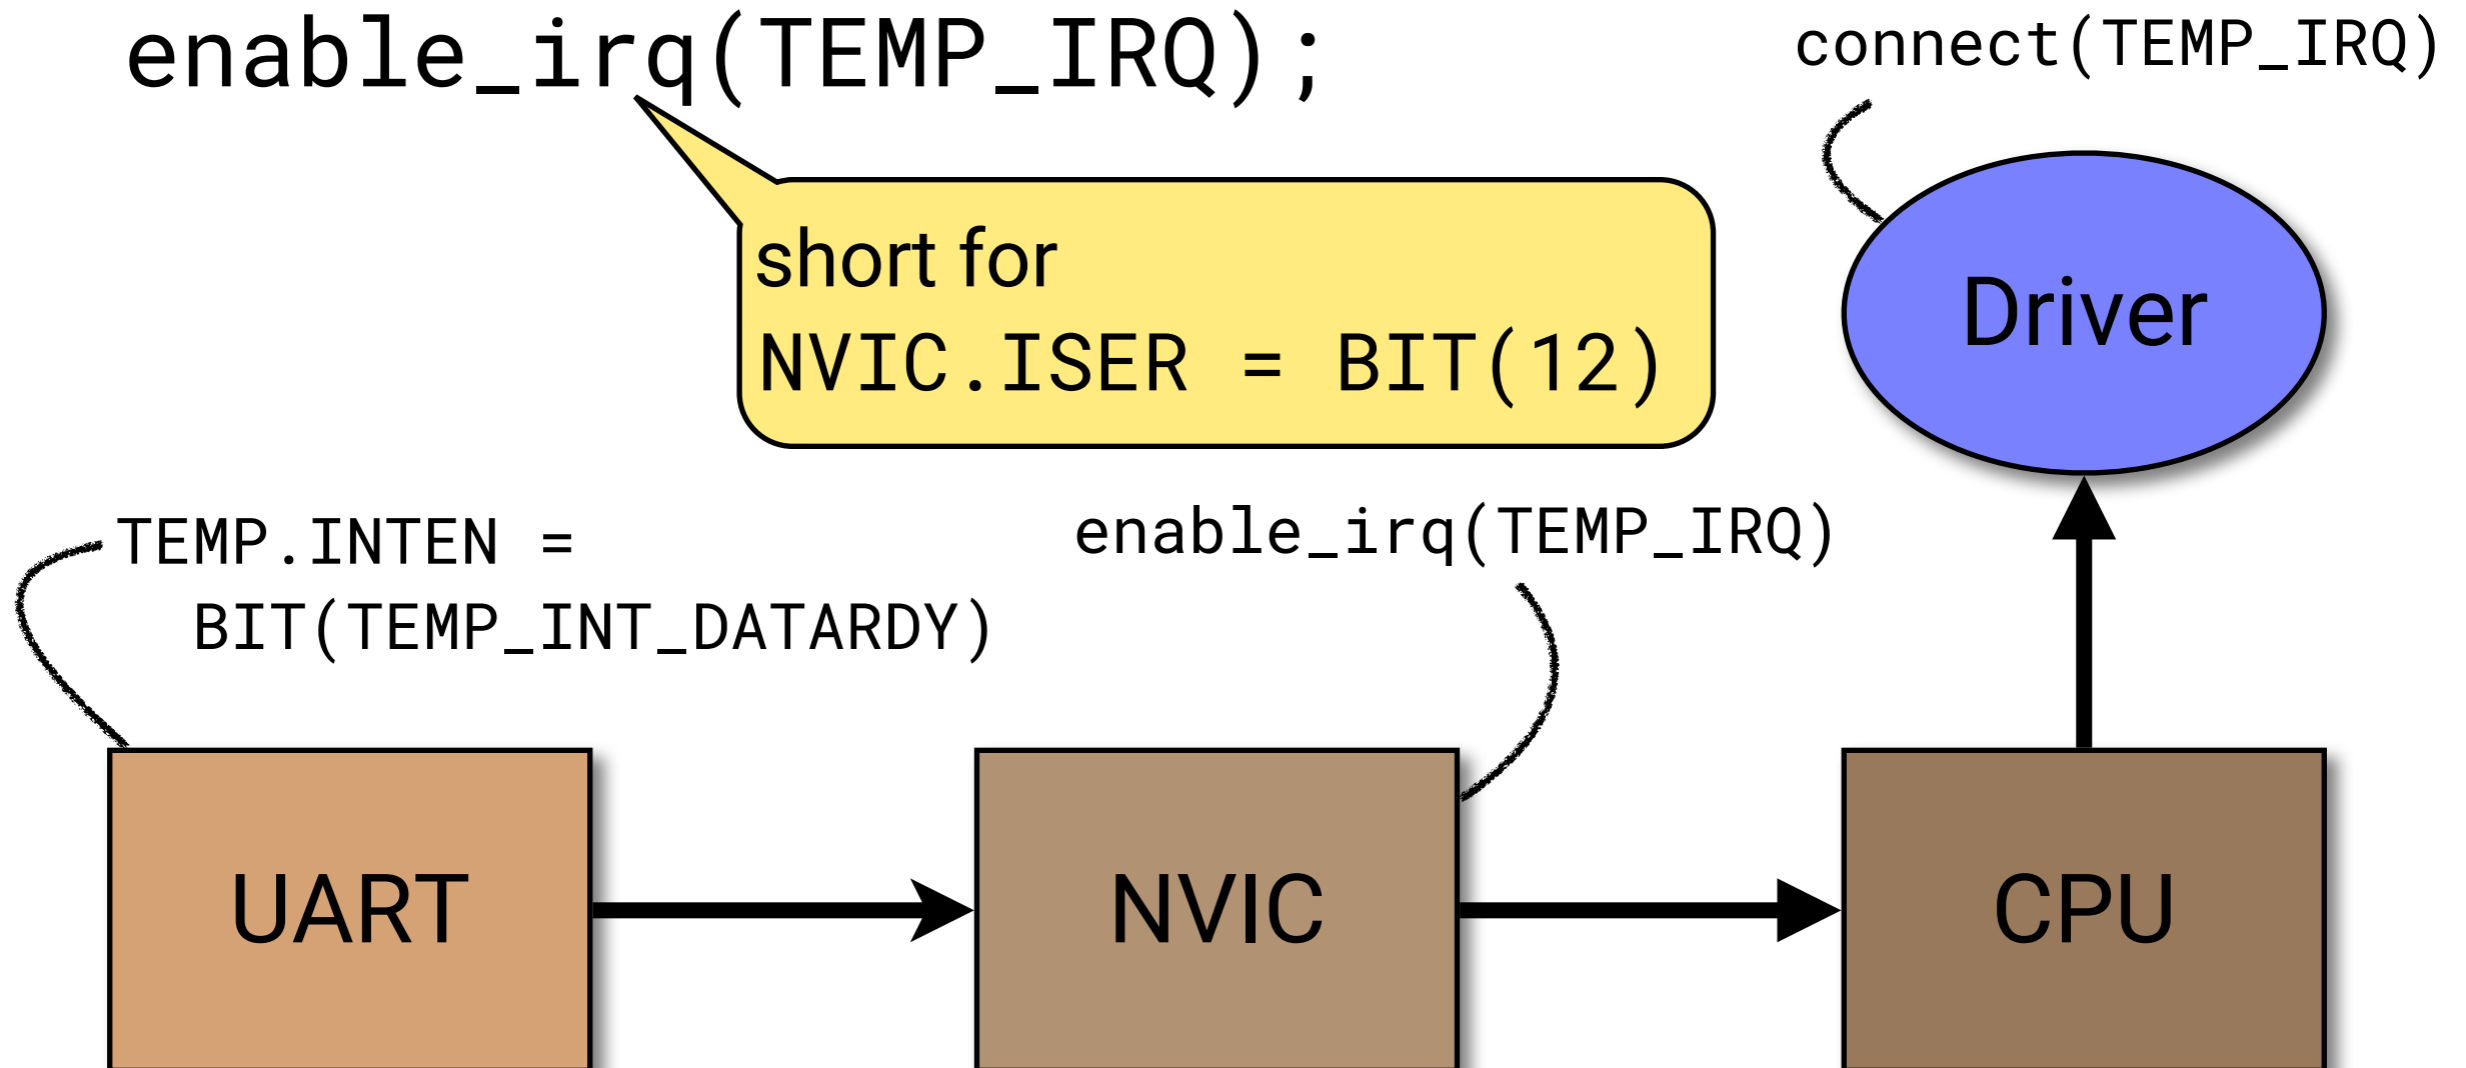 enable_irq(TEMP_IRQ);
connect(TEMP_IRQ)
short for
NVIC.ISER = BIT(12)
Driver
TEMP.INTEN =
BIT(TEMP_INT_DATARDY)
enable_irq(TEMP_IRQ)
UART
NVIC
CPU